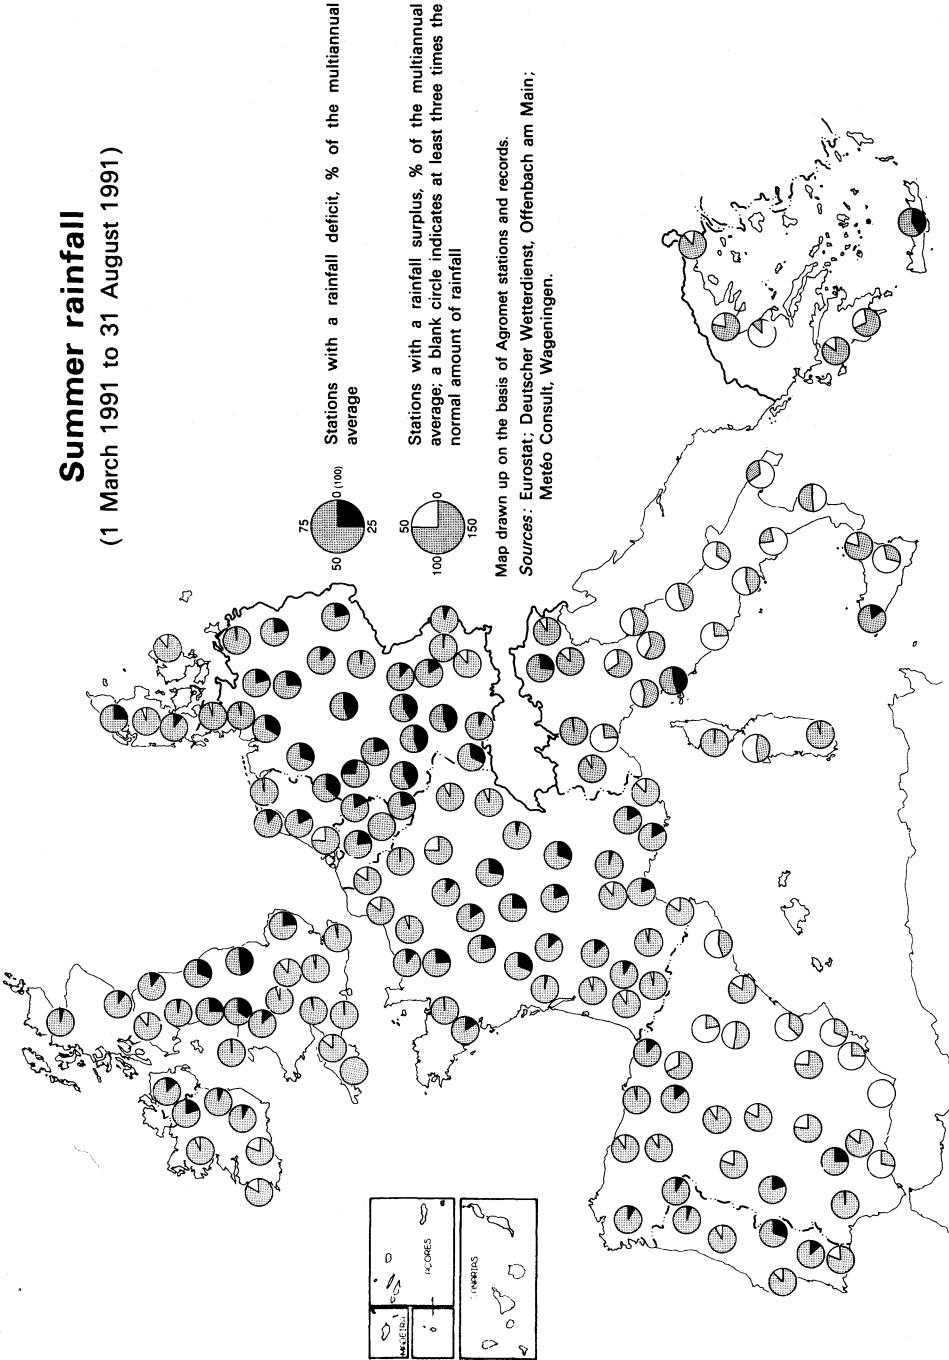 Summer rainfall
(1 March 1991 to 31 August 1991)
75
0 (100)
50
25
Stations with a rainfall deficit, % of the multiannual
average
50
0
100
150
Stations with a rainfall surplus, % of the multiannual
average; a blank circle indicates at least three times the
normal amount of rainfall
Map drawn up on the basis of Agromet stations and records.
Sources: Eurostat; Deutscher Wetterdienst, Offenbach am Main;
Metéo Consult, Wageningen.
AÇORES
MADEIRA
CANARIAS